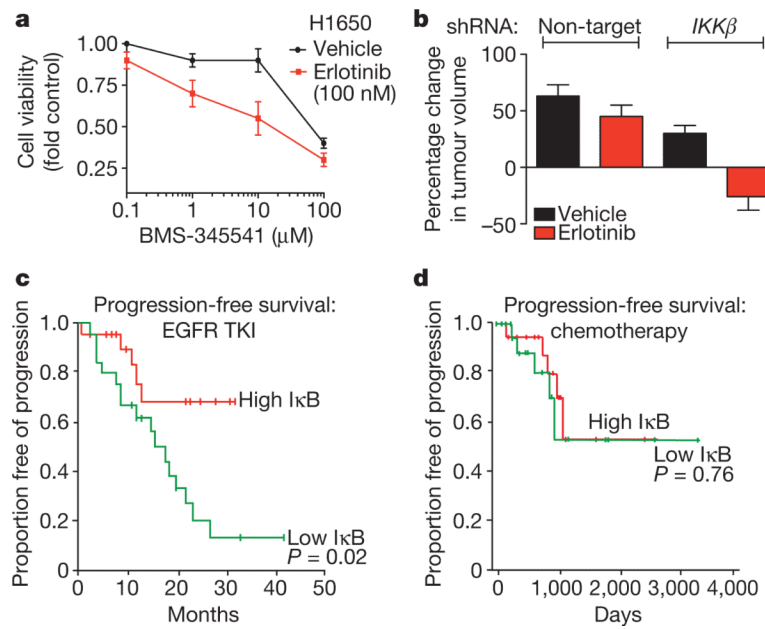 a
H1650
Vehicle
Erlotinib
(100 nM)
Cell viability
(fold control)
1.00
0.75
0.50
0.25
0.1
1
10
100
BMS-345541 (μM)
b
shRNA:
Non-target
IKKβ
Percentage change
in tumour volume
100
50
0
−50
Vehicle
Erlotinib
c
Progression-free survival:
EGFR TKI
Proportion free of progression
1.0
0.8
0.6
0.4
0.2
0
High IκB
Low IκB
P = 0.02
0
10
20
30
40
50
Months
d
Progression-free survival:
chemotherapy
Proportion free of progression
1.0
0.8
0.6
0.4
0.2
0
High IκB
Low IκB
P = 0.76
0
1,000
2,000
3,000
4,000
Days